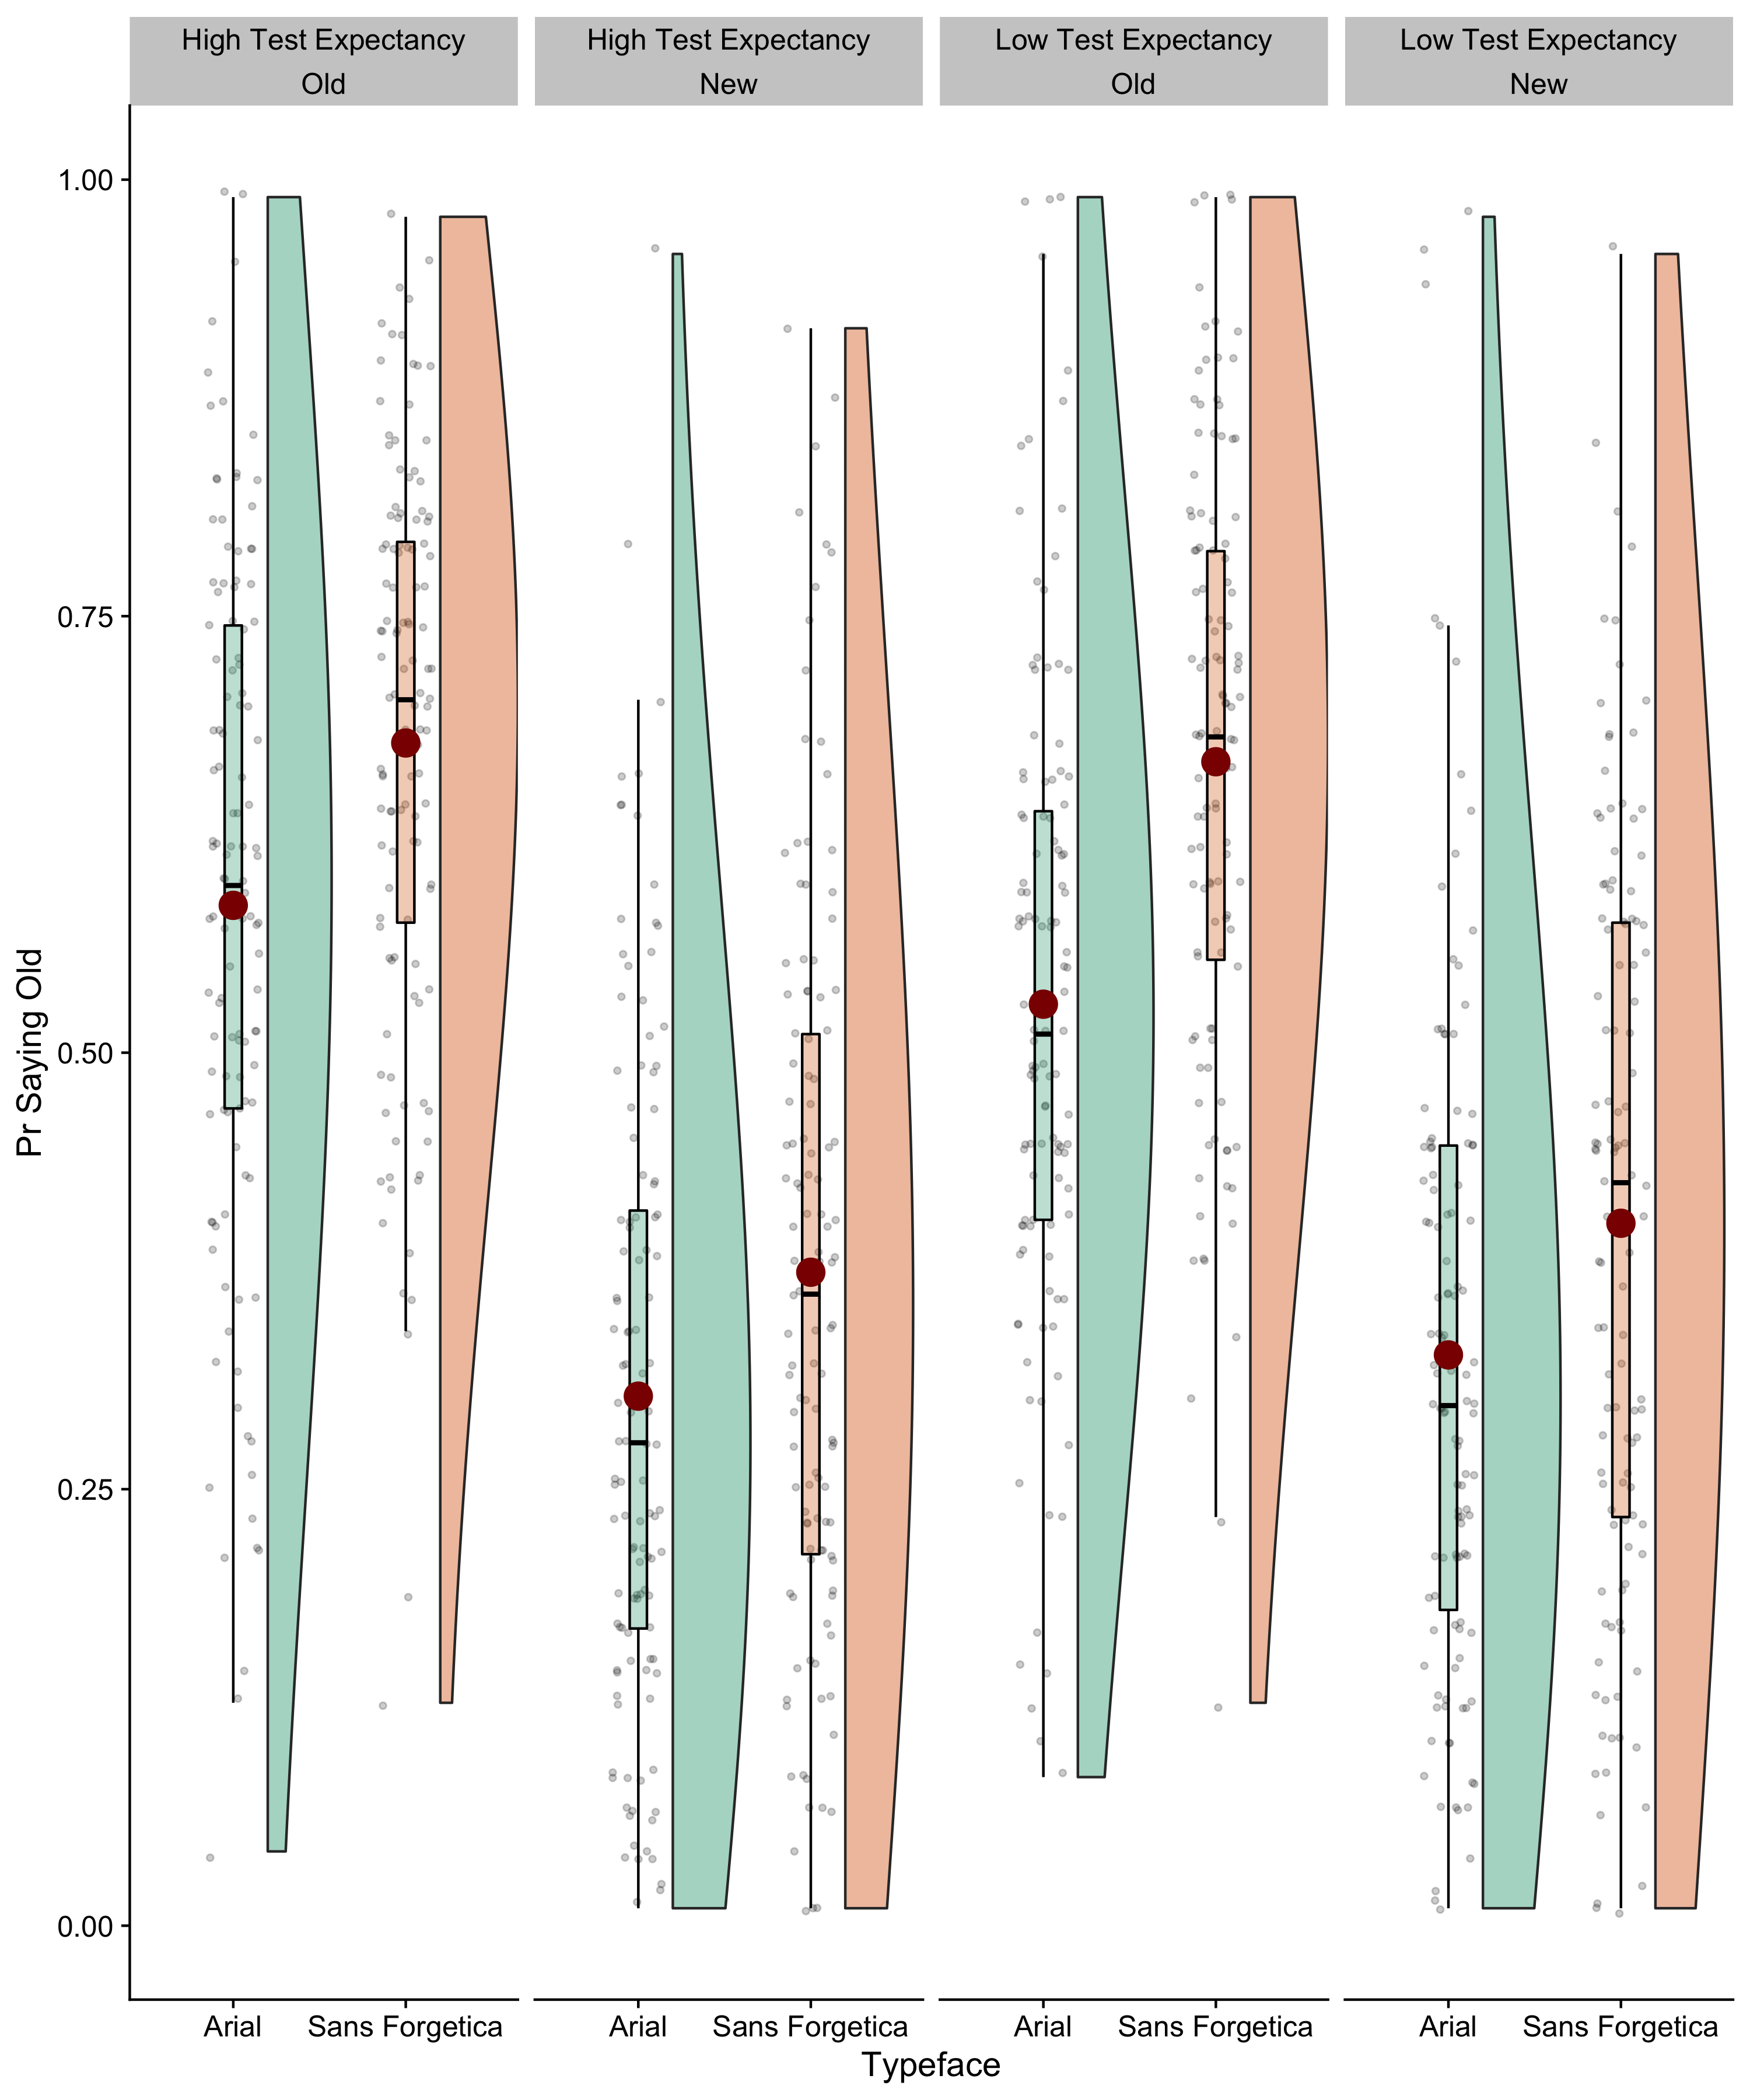 High Test Expectancy
Old
High Test Expectancy
New
Low Test Expectancy
Old
Low Test Expectancy
New
Pr Saying Old
1.00
0.75
0.50
0.25
0.00
Arial
Sans Forgetica
Arial
Sans Forgetica
Arial
Sans Forgetica
Arial
Sans Forgetica
Typeface